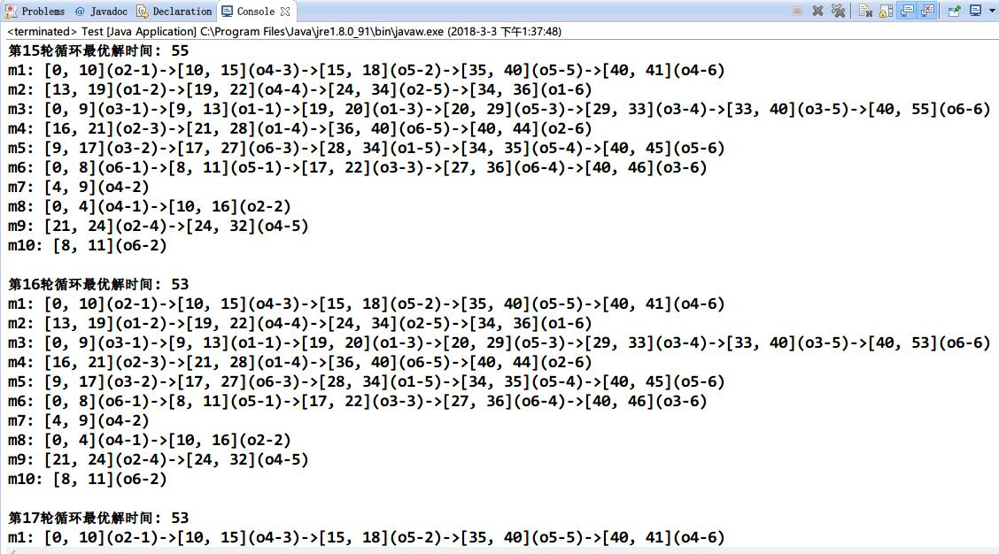 Problems @ Javadoc Declaration Console
<terminated> Test [Java Application] C:\Program Files\Java\jre1.8.0_91\bin\javaw.exe (2018-3-3 下午1:37:48)
第15轮循环最优解时间: 55
m1: [0, 10](o2-1)->[10, 15](o4-3)->[15, 18](o5-2)->[35, 40](o5-5)->[40, 41](o4-6)
m2: [13, 19](o1-2)->[19, 22](o4-4)->[24, 34](o2-5)->[34, 36](o1-6)
m3: [0, 9](o3-1)->[9, 13](o1-1)->[19, 20](o1-3)->[20, 29](o5-3)->[29, 33](o3-4)->[33, 40](o3-5)->[40, 55](o6-6)
m4: [16, 21](o2-3)->[21, 28](o1-4)->[36, 40](o6-5)->[40, 44](o2-6)
m5: [9, 17](o3-2)->[17, 27](o6-3)->[28, 34](o1-5)->[34, 35](o5-4)->[40, 45](o5-6)
m6: [0, 8](o6-1)->[8, 11](o5-1)->[17, 22](o3-3)->[27, 36](o6-4)->[40, 46](o3-6)
m7: [4, 9](o4-2)
m8: [0, 4](o4-1)->[10, 16](o2-2)
m9: [21, 24](o2-4)->[24, 32](o4-5)
m10: [8, 11](o6-2)
第16轮循环最优解时间: 53
m1: [0, 10](o2-1)->[10, 15](o4-3)->[15, 18](o5-2)->[35, 40](o5-5)->[40, 41](o4-6)
m2: [13, 19](o1-2)->[19, 22](o4-4)->[24, 34](o2-5)->[34, 36](o1-6)
m3: [0, 9](o3-1)->[9, 13](o1-1)->[19, 20](o1-3)->[20, 29](o5-3)->[29, 33](o3-4)->[33, 40](o3-5)->[40, 53](o6-6)
m4: [16, 21](o2-3)->[21, 28](o1-4)->[36, 40](o6-5)->[40, 44](o2-6)
m5: [9, 17](o3-2)->[17, 27](o6-3)->[28, 34](o1-5)->[34, 35](o5-4)->[40, 45](o5-6)
m6: [0, 8](o6-1)->[8, 11](o5-1)->[17, 22](o3-3)->[27, 36](o6-4)->[40, 46](o3-6)
m7: [4, 9](o4-2)
m8: [0, 4](o4-1)->[10, 16](o2-2)
m9: [21, 24](o2-4)->[24, 32](o4-5)
m10: [8, 11](o6-2)
第17轮循环最优解时间: 53
m1: [0, 10](o2-1)->[10, 15](o4-3)->[15, 18](o5-2)->[35, 40](o5-5)->[40, 41](o4-6)